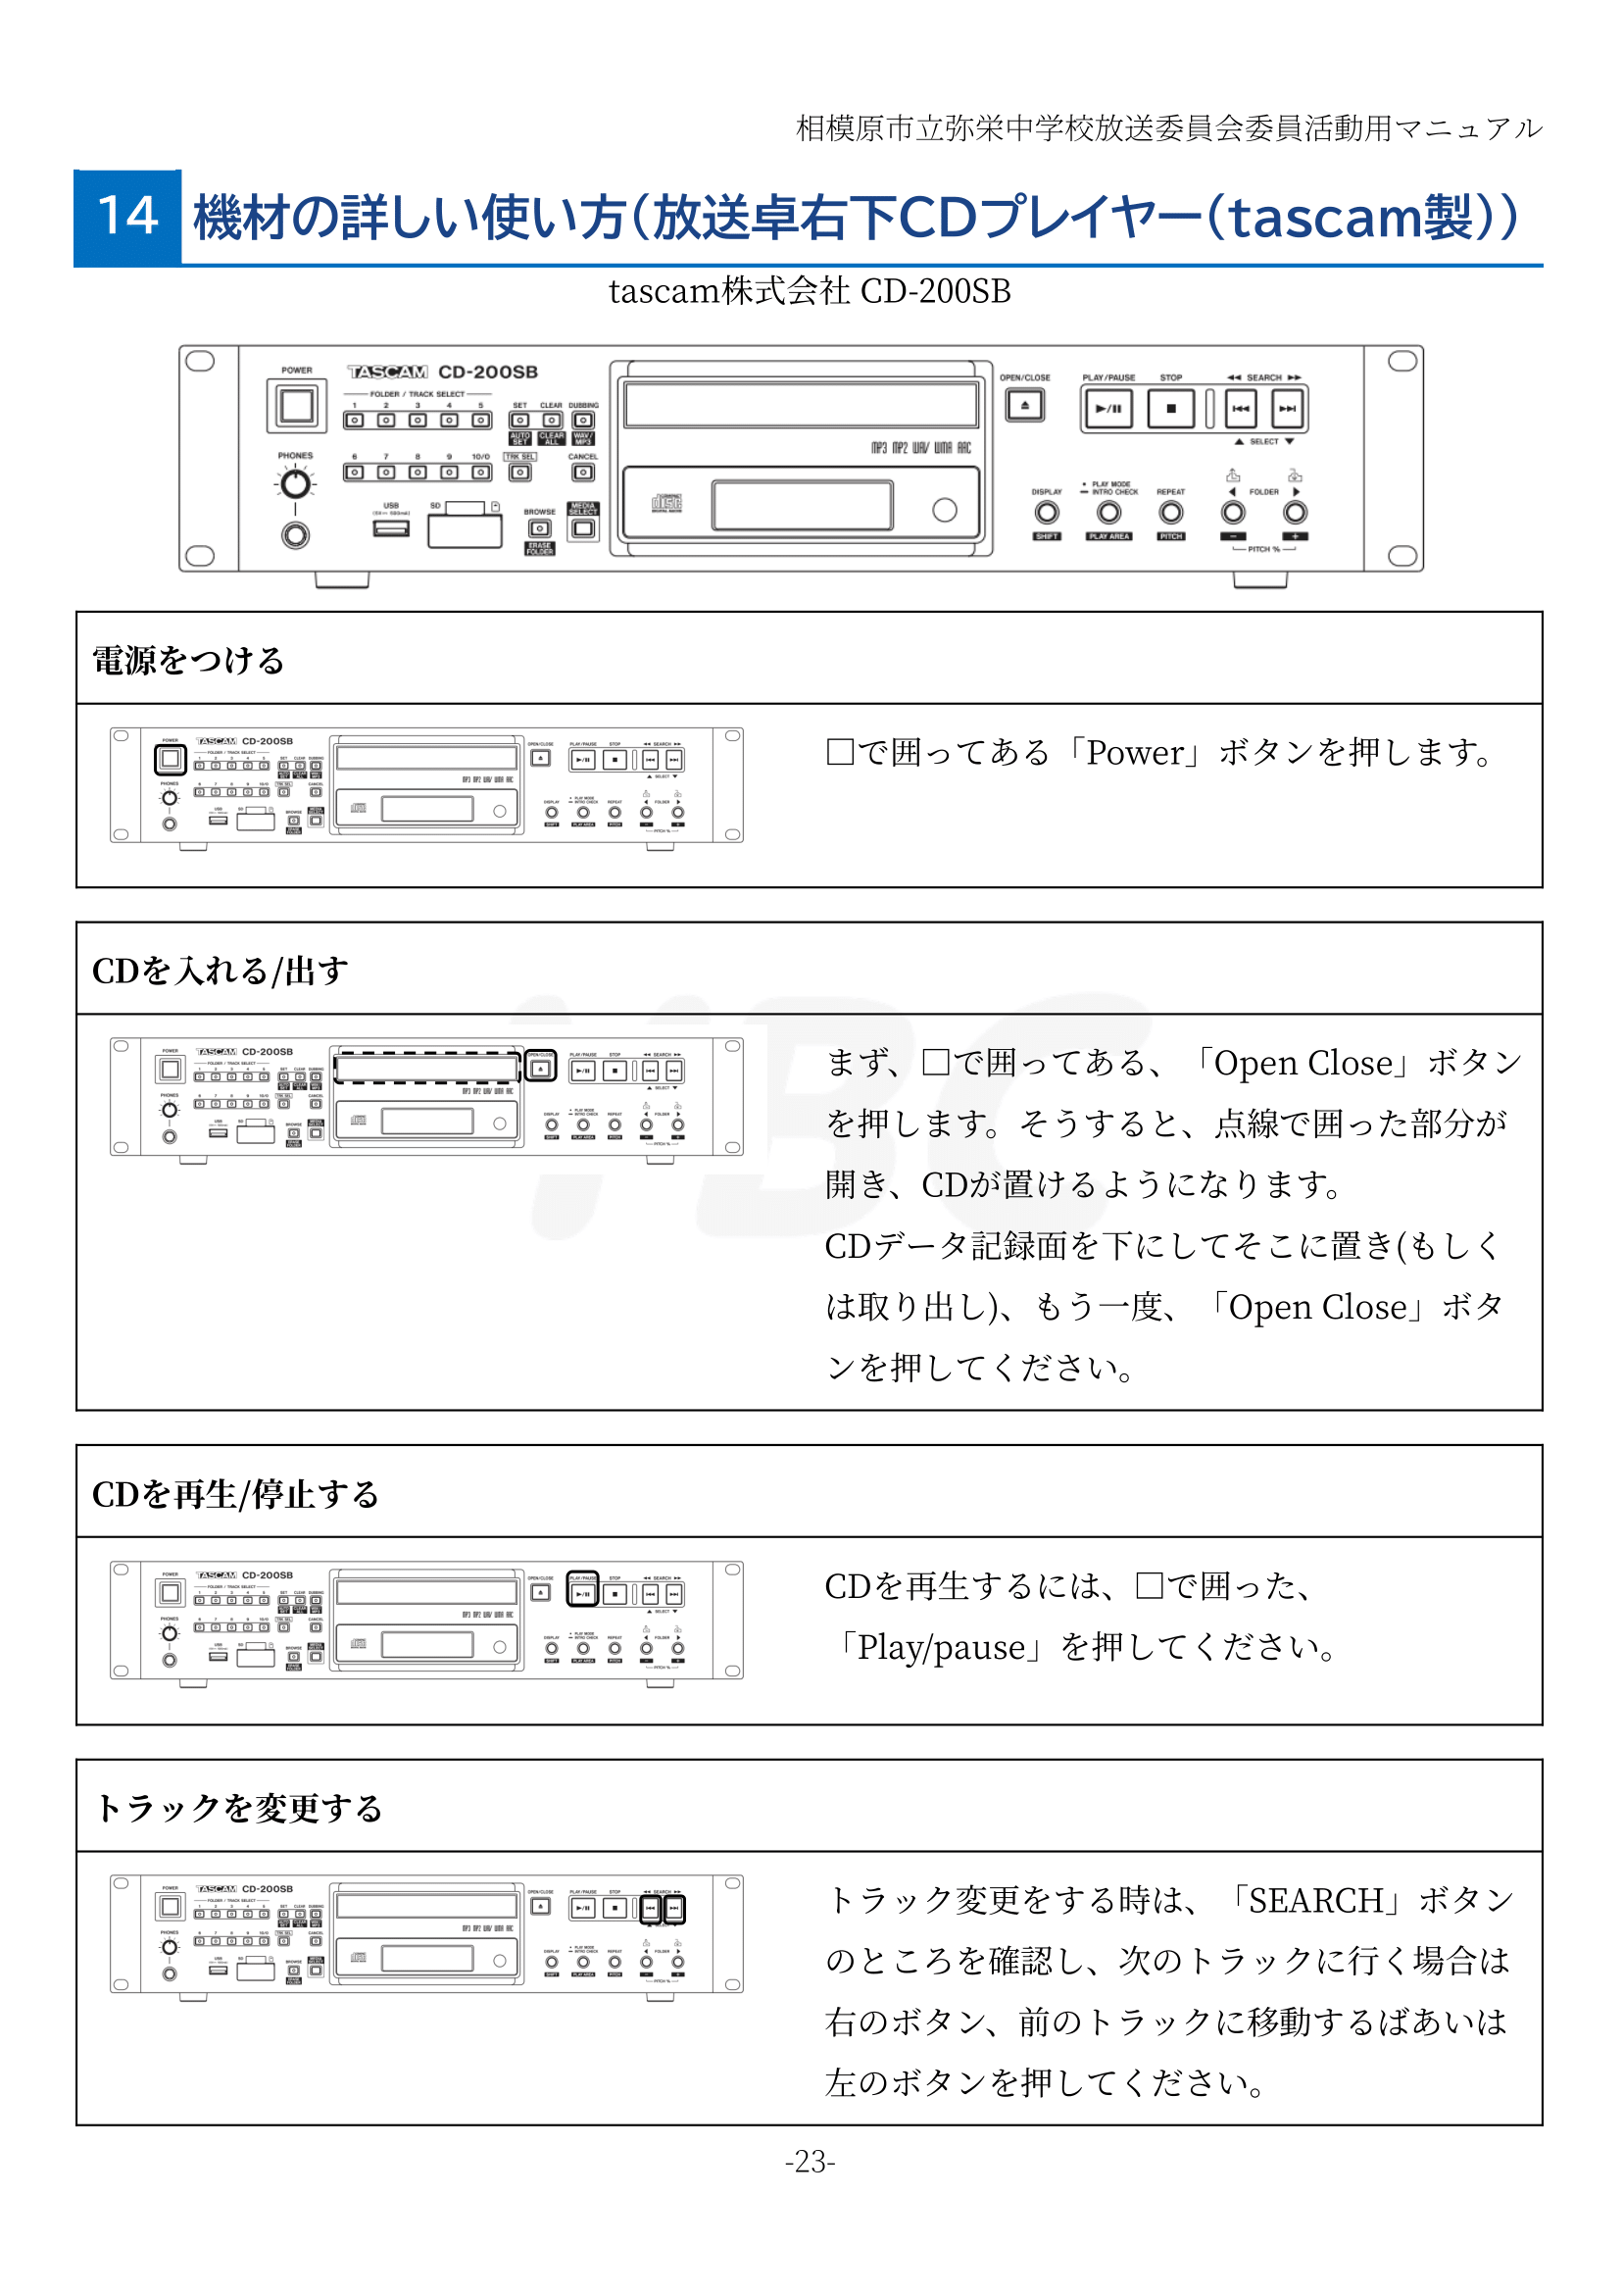 相模原市立弥栄中学校放送委員会委員活動用マニュアル
14 機材の詳しい使い方(放送卓右下CDプレイヤー(tascam製))
tascam株式会社 CD-200SB
POWER
TASCAM CD-200SB
FOLDER / TRACK SELECT
1 2 3 4 5 SET CLEAR DUBBING
AUTO SET CLEAR ALL WAV/MP3
PHONES
6 7 8 9 10/0 TRK SEL CANCEL
USB SD BROWSE MEDIA SELECT
ERASE FOLDER
MP3 MP2 WAV WMA AAC
OPEN/CLOSE PLAY/PAUSE STOP ◀◀ SEARCH ▶▶
▲ SELECT ▼
DISPLAY • PLAY MODE — INTRO CHECK REPEAT ◀ FOLDER ▶
SHIFT PLAY AREA PITCH − +
PITCH %
電源をつける
□で囲ってある「Power」ボタンを押します。
CDを入れる/出す
まず、□で囲ってある、「Open Close」ボタン
を押します。そうすると、点線で囲った部分が
開き、CDが置けるようになります。
CDデータ記録面を下にしてそこに置き(もしく
は取り出し)、もう一度、「Open Close」ボタ
ンを押してください。
CDを再生/停止する
CDを再生するには、□で囲った、
「Play/pause」を押してください。
トラックを変更する
トラック変更をする時は、「SEARCH」ボタン
のところを確認し、次のトラックに行く場合は
右のボタン、前のトラックに移動するばあいは
左のボタンを押してください。
-23-